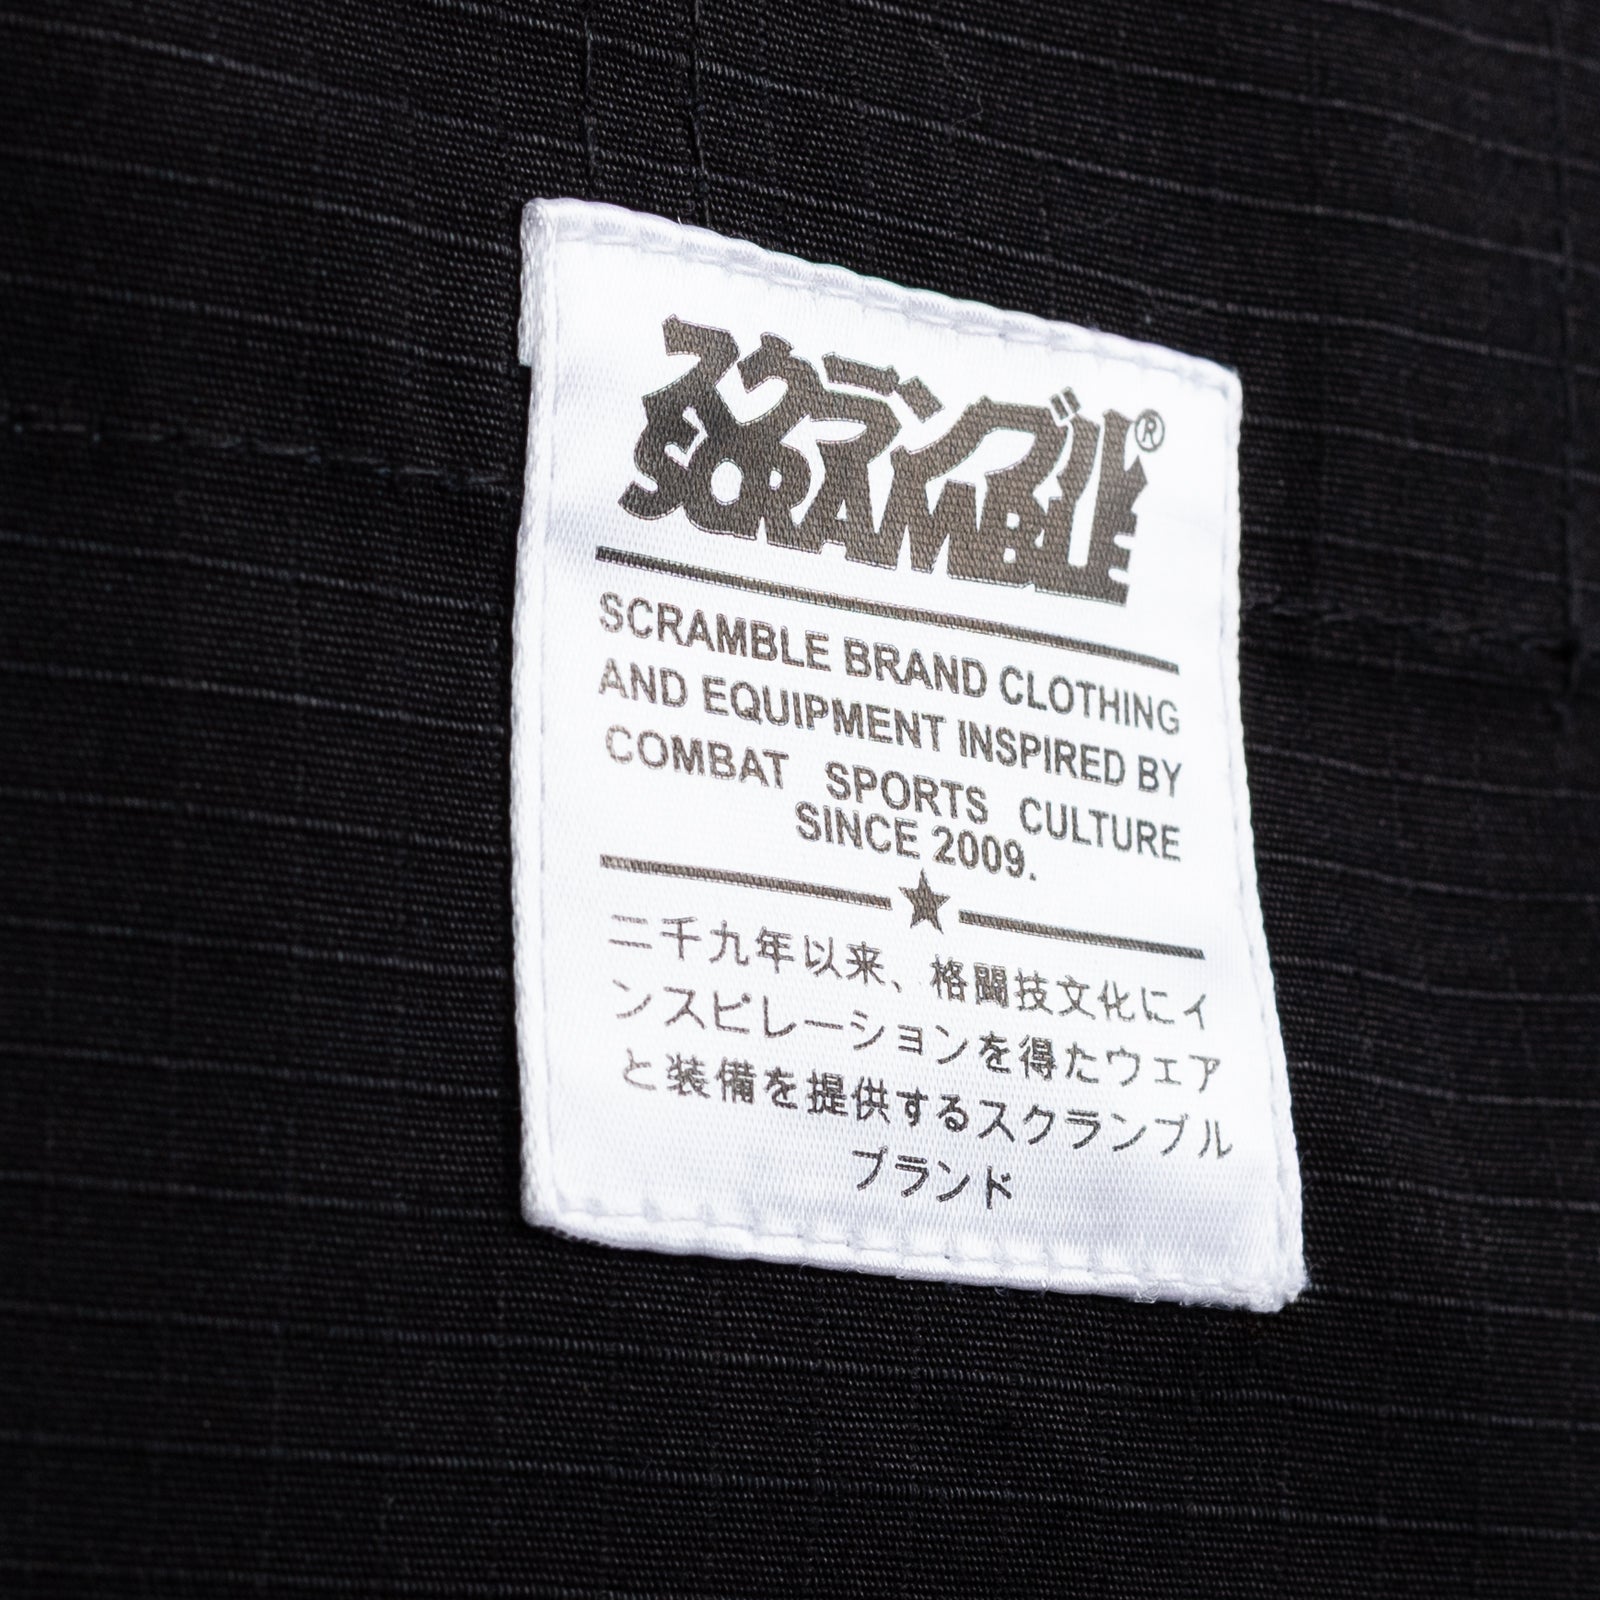 スクランブル®
SCRAMBLE
SCRAMBLE BRAND CLOTHING
AND EQUIPMENT INSPIRED BY
COMBAT SPORTS CULTURE
SINCE 2009.
二千九年以来、格闘技文化にイ
ンスピレーションを得たウェア
と装備を提供するスクランブル
ブランド